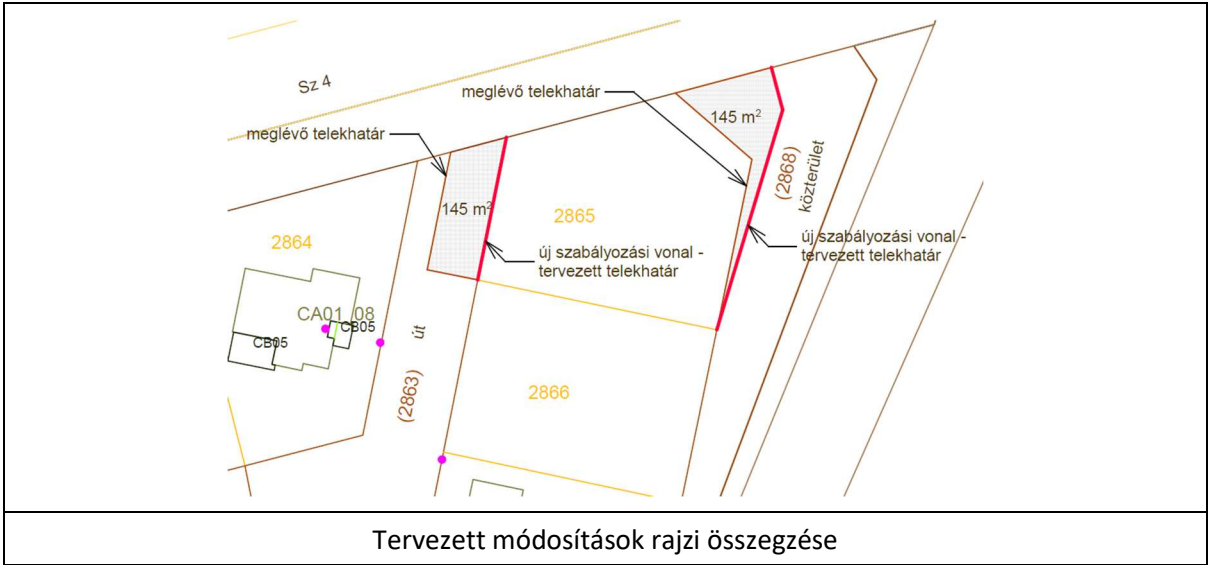 Sz 4
meglévő telekhatár
145 m²
meglévő telekhatár
(2868)
közterület
145 m²
2865
2864
új szabályozási vonal -
tervezett telekhatár
új szabályozási vonal -
tervezett telekhatár
CA01_08
CB05
CB05
út
(2863)
2866
Tervezett módosítások rajzi összegzése